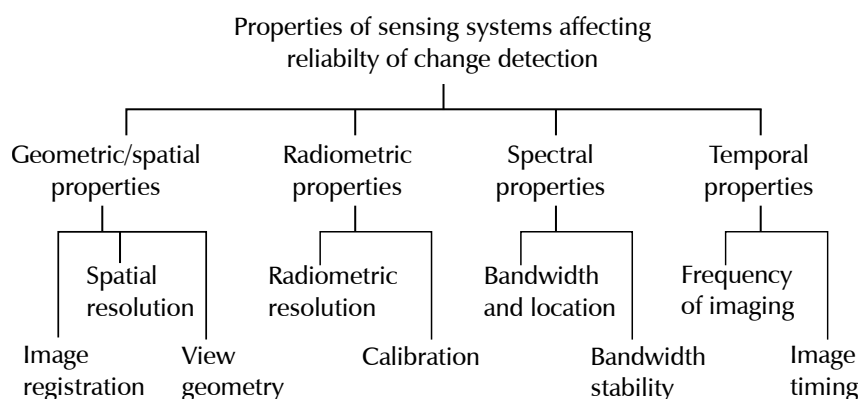 Properties of sensing systems affecting
reliabilty of change detection
Geometric/spatial
properties
Radiometric
properties
Spectral
properties
Temporal
properties
Spatial
resolution
Radiometric
resolution
Bandwidth
and location
Frequency
of imaging
Image
registration
View
geometry
Calibration
Bandwidth
stability
Image
timing